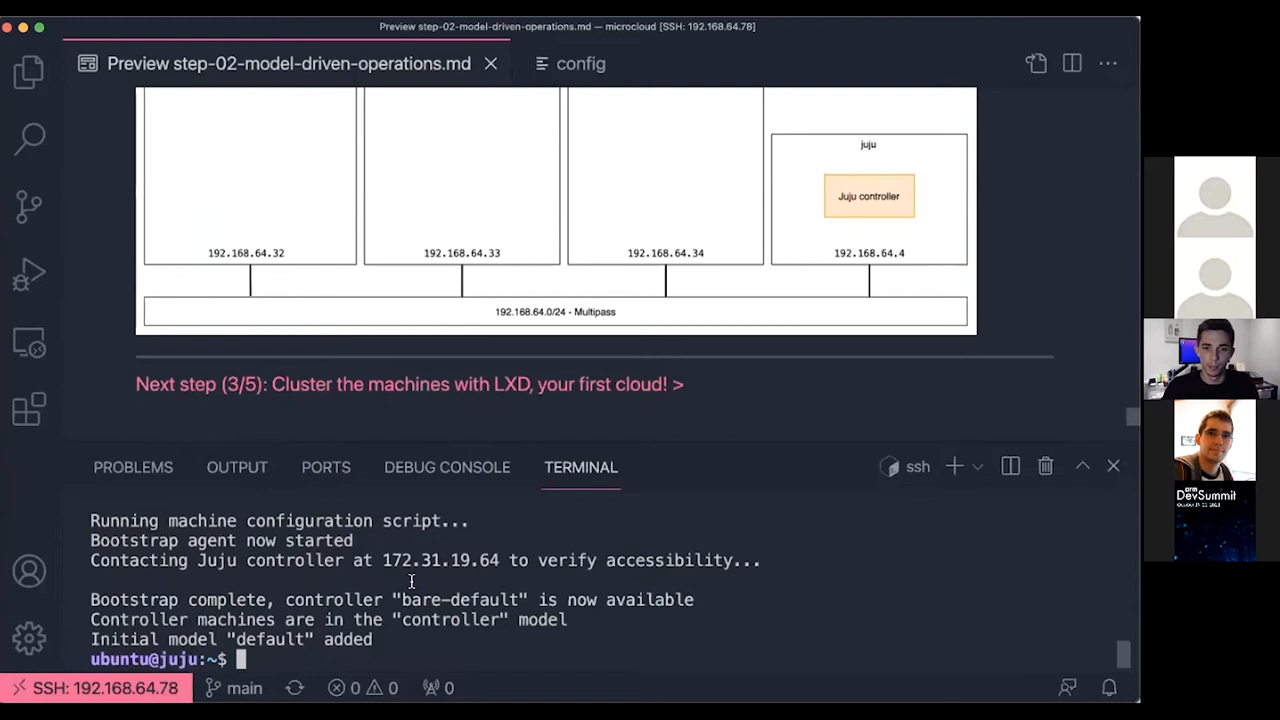 Preview step-02-model-driven-operations.md — microcloud [SSH: 192.168.64.78]
Preview step-02-model-driven-operations.md
config
juju
Juju controller
192.168.64.32
192.168.64.33
192.168.64.34
192.168.64.4
192.168.64.0/24 - Multipass
Next step (3/5): Cluster the machines with LXD, your first cloud! >
PROBLEMS OUTPUT PORTS DEBUG CONSOLE TERMINAL
ssh
Running machine configuration script...
Bootstrap agent now started
Contacting Juju controller at 172.31.19.64 to verify accessibility...
Bootstrap complete, controller "bare-default" is now available
Controller machines are in the "controller" model
Initial model "default" added
ubuntu@juju:~$
SSH: 192.168.64.78 main 0 0 0
arm
DevSummit